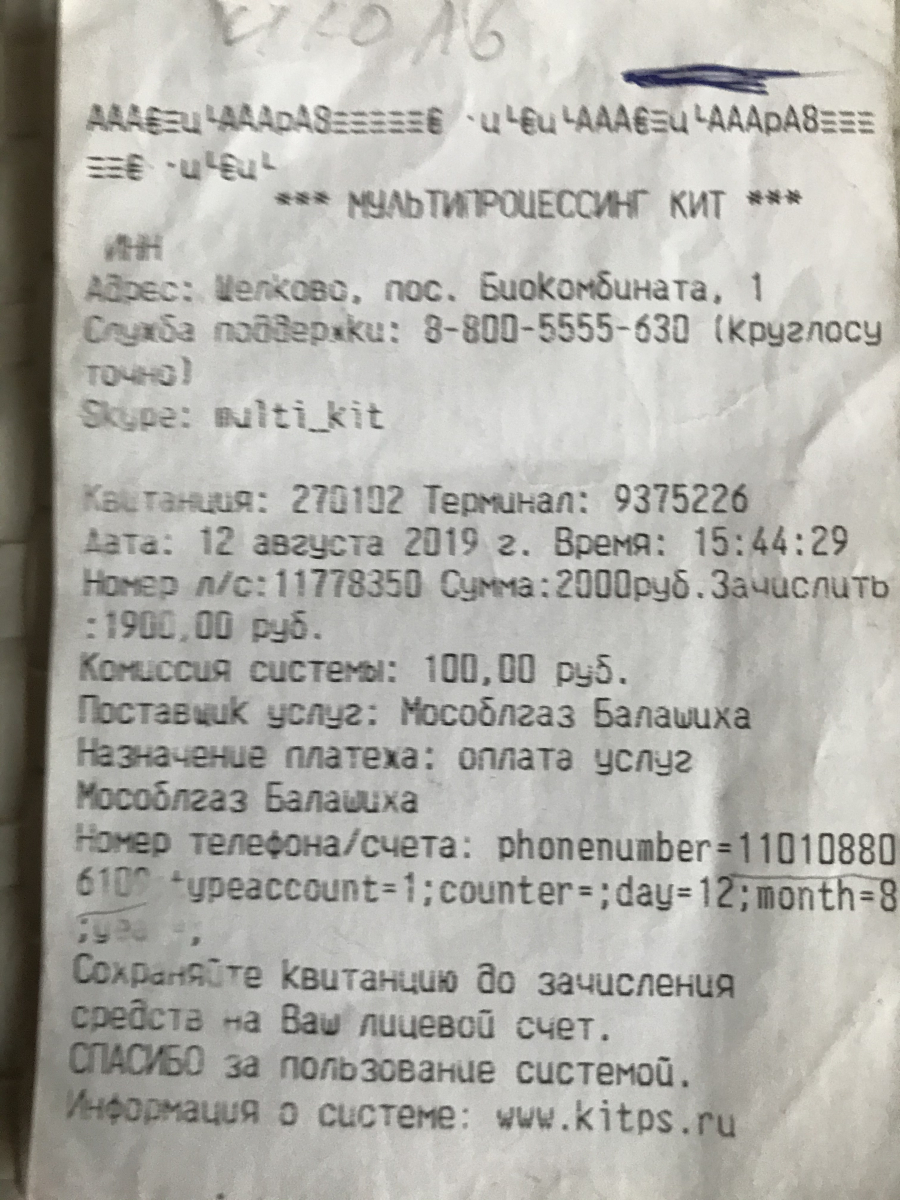 *** МУЛЬТИПРОЦЕССИНГ КИТ ***
ИНН
Адрес: Щелково, пос. Биокомбината, 1
Служба поддержки: 8-800-5555-630 (круглосу
точно)
Skype: multi_kit
Квитанция: 270102 Терминал: 9375226
Дата: 12 августа 2019 г. Время: 15:44:29
Номер л/с:11778350 Сумма:2000руб.Зачислить
:1900,00 руб.
Комиссия системы: 100,00 руб.
Поставщик услуг: Мособлгаз Балашиха
Назначение платежа: оплата услуг
Мособлгаз Балашиха
Номер телефона/счета: phonenumber=11010880
typeaccount=1;counter=;day=12;month=8
Сохраняйте квитанцию до зачисления
средств на Ваш лицевой счет.
СПАСИБО за пользование системой.
Информация о системе: www.kitps.ru